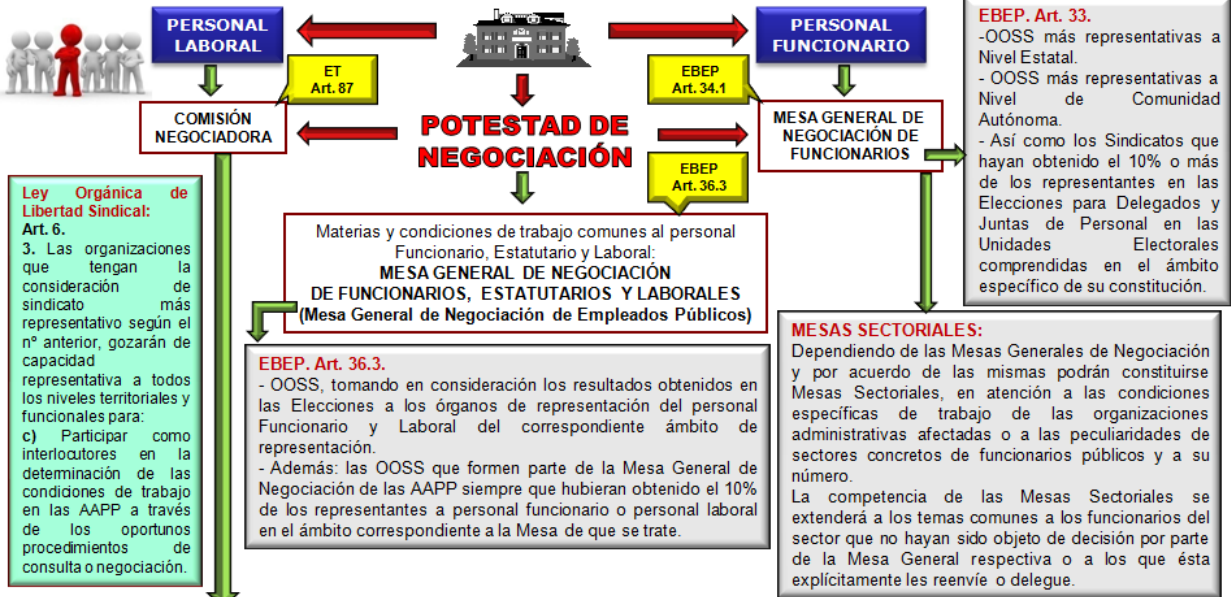 PERSONAL
LABORAL
PERSONAL
FUNCIONARIO
ET
Art. 87
EBEP
Art. 34.1
COMISIÓN
NEGOCIADORA
POTESTAD DE
NEGOCIACIÓN
MESA GENERAL DE
NEGOCIACIÓN DE
FUNCIONARIOS
EBEP
Art. 36.3
EBEP. Art. 33.
-OOSS más representativas a
Nivel Estatal.
- OOSS más representativas a
Nivel de Comunidad
Autónoma.
- Así como los Sindicatos que
hayan obtenido el 10% o más
de los representantes en las
Elecciones para Delegados y
Juntas de Personal en las
Unidades Electorales
comprendidas en el ámbito
específico de su constitución.
Ley Orgánica de
Libertad Sindical:
Art. 6.
3. Las organizaciones
que tengan la
consideración de
sindicato más
representativo según el
nº anterior, gozarán de
capacidad
representativa a todos
los niveles territoriales y
funcionales para:
c) Participar como
interlocutores en la
determinación de las
condiciones de trabajo
en las AAPP a través
de los oportunos
procedimientos de
consulta o negociación.
Materias y condiciones de trabajo comunes al personal
Funcionario, Estatutario y Laboral:
MESA GENERAL DE NEGOCIACIÓN
DE FUNCIONARIOS, ESTATUTARIOS Y LABORALES
(Mesa General de Negociación de Empleados Públicos)
EBEP. Art. 36.3.
- OOSS, tomando en consideración los resultados obtenidos en
las Elecciones a los órganos de representación del personal
Funcionario y Laboral del correspondiente ámbito de
representación.
- Además: las OOSS que formen parte de la Mesa General de
Negociación de las AAPP siempre que hubieran obtenido el 10%
de los representantes a personal funcionario o personal laboral
en el ámbito correspondiente a la Mesa de que se trate.
MESAS SECTORIALES:
Dependiendo de las Mesas Generales de Negociación
y por acuerdo de las mismas podrán constituirse
Mesas Sectoriales, en atención a las condiciones
específicas de trabajo de las organizaciones
administrativas afectadas o a las peculiaridades de
sectores concretos de funcionarios públicos y a su
número.
La competencia de las Mesas Sectoriales se
extenderá a los temas comunes a los funcionarios del
sector que no hayan sido objeto de decisión por parte
de la Mesa General respectiva o a los que ésta
explícitamente les reenvíe o delegue.